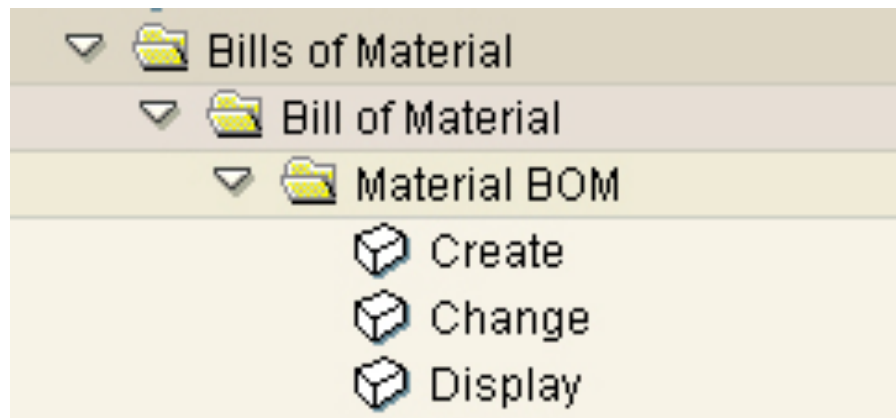 Bills of Material
Bill of Material
Material BOM
Create
Change
Display